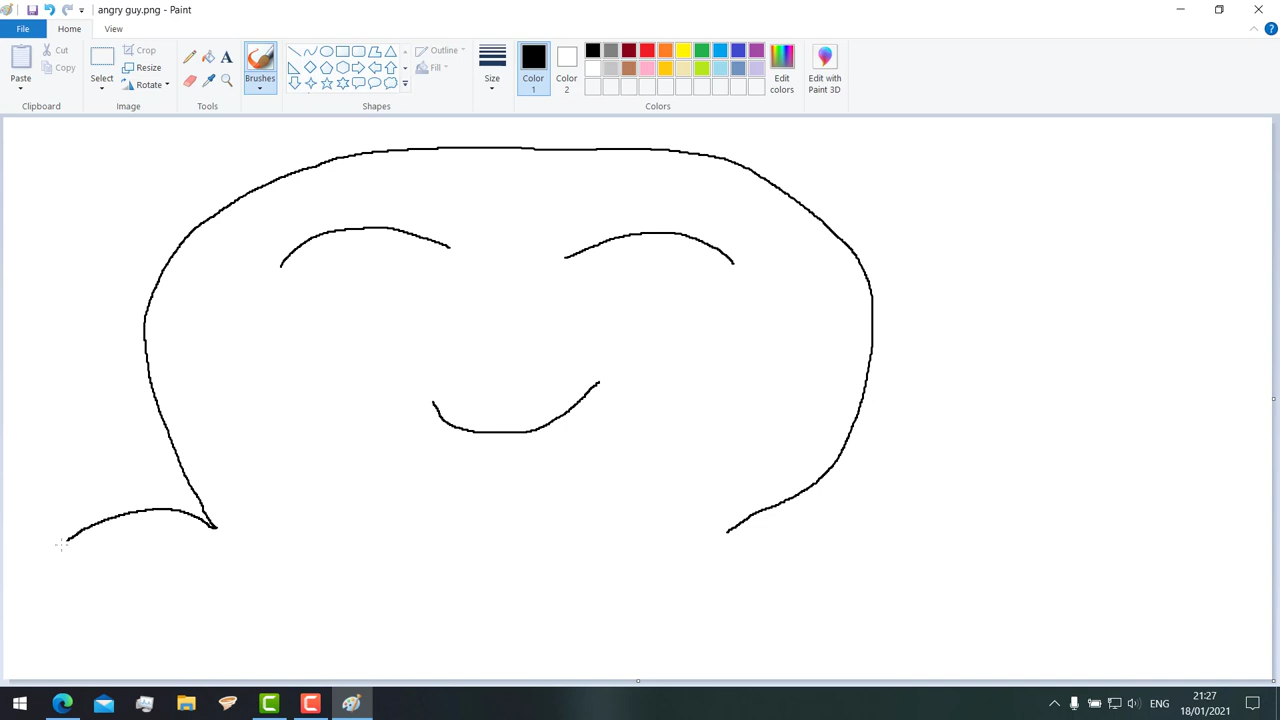 angry guy.png - Paint
File Home View
Paste Cut Copy Select Crop Resize Rotate A Brushes Outline Fill Size Color 1 Color 2 Edit colors Edit with Paint 3D
Clipboard Image Tools Shapes Colors
ENG 21:27
18/01/2021